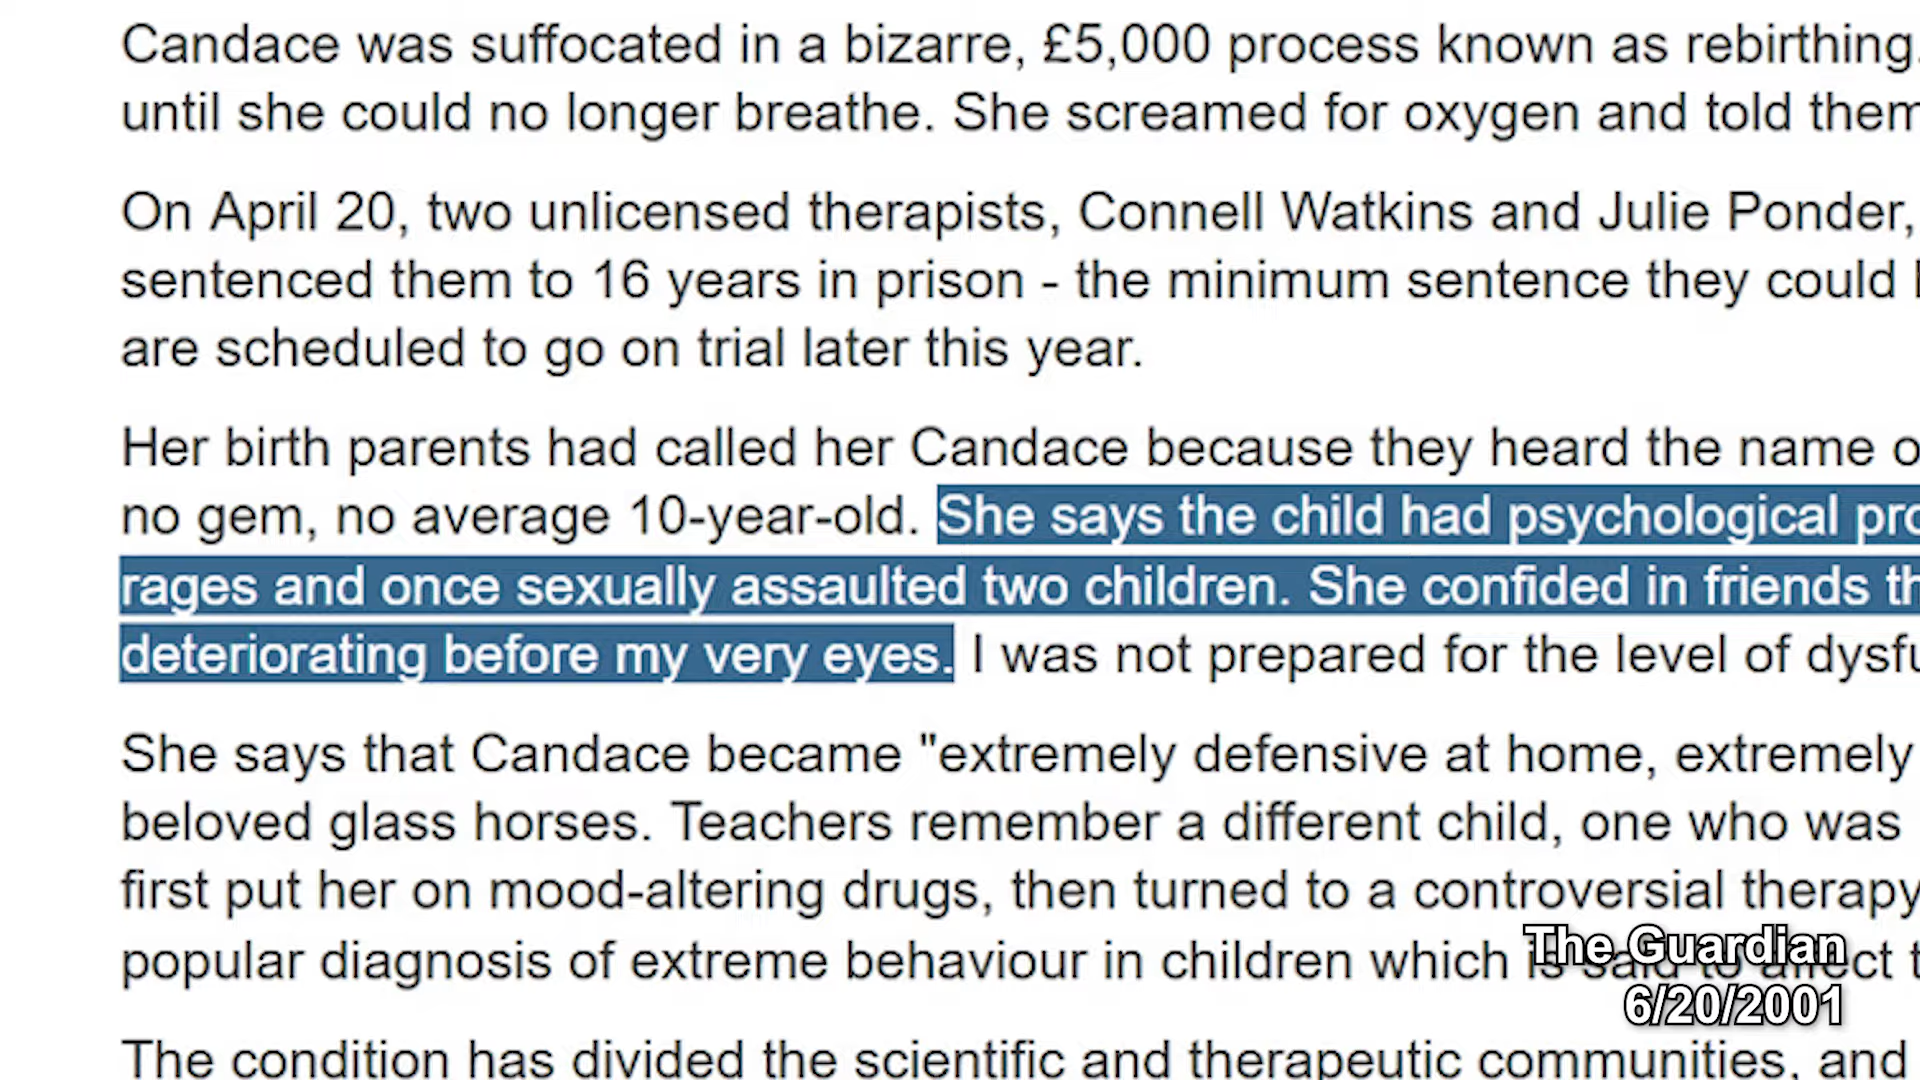 Candace was suffocated in a bizarre, £5,000 process known as rebirthing.
until she could no longer breathe. She screamed for oxygen and told them
On April 20, two unlicensed therapists, Connell Watkins and Julie Ponder,
sentenced them to 16 years in prison - the minimum sentence they could
are scheduled to go on trial later this year.
Her birth parents had called her Candace because they heard the name
no gem, no average 10-year-old. She says the child had psychological
rages and once sexually assaulted two children. She confided in friends
deteriorating before my very eyes. I was not prepared for the level of
She says that Candace became "extremely defensive at home, extremely
beloved glass horses. Teachers remember a different child, one who was
first put her on mood-altering drugs, then turned to a controversial therapy
popular diagnosis of extreme behaviour in children which is said to affect
The condition has divided the scientific and therapeutic communities, and
The Guardian
6/20/2001